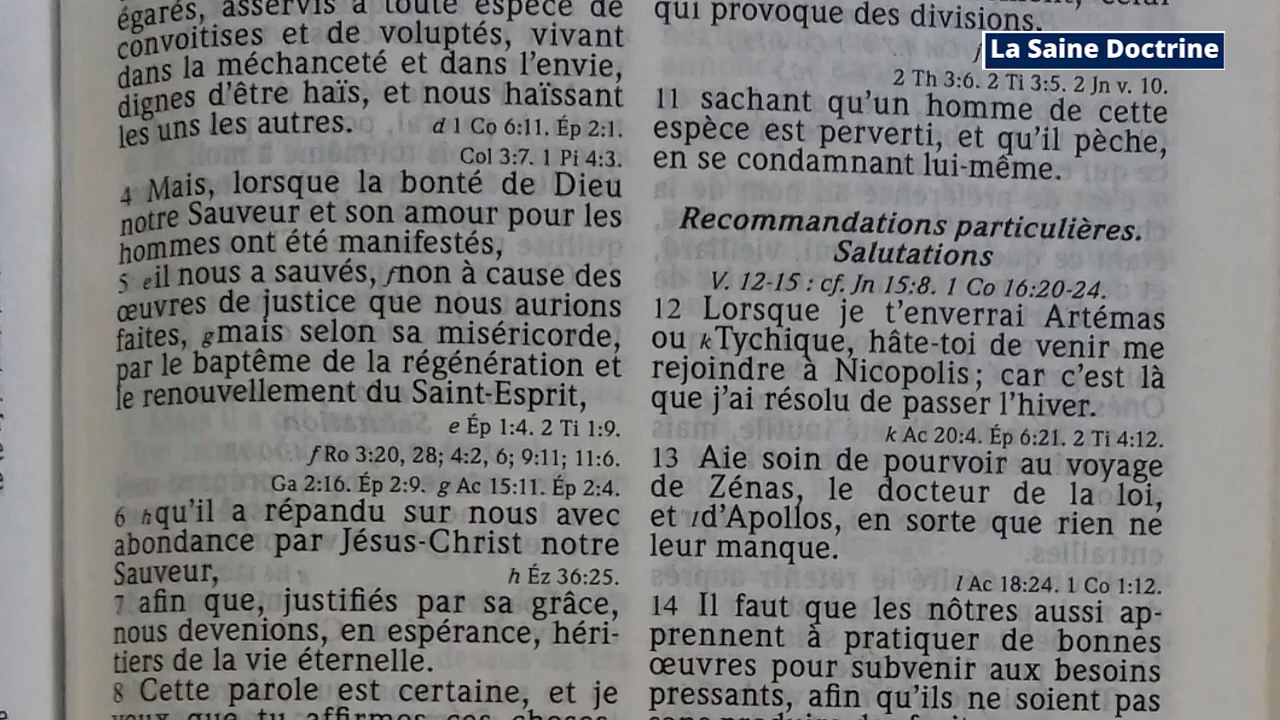 égarés, asservis à toute espèce de
convoitises et de voluptés, vivant
dans la méchanceté et dans l'envie,
dignes d'être haïs, et nous haïssant
les uns les autres. d 1 Co 6:11. Ép 2:1.
Col 3:7. 1 Pi 4:3.
4 Mais, lorsque la bonté de Dieu
notre Sauveur et son amour pour les
hommes ont été manifestés,
5 eil nous a sauvés, fnon à cause des
œuvres de justice que nous aurions
faites, gmais selon sa miséricorde,
par le baptême de la régénération et
le renouvellement du Saint-Esprit,
e Ép 1:4. 2 Ti 1:9.
f Ro 3:20, 28; 4:2, 6; 9:11; 11:6.
Ga 2:16. Ép 2:9. g Ac 15:11. Ép 2:4.
6 hqu'il a répandu sur nous avec
abondance par Jésus-Christ notre
Sauveur, h Éz 36:25.
7 afin que, justifiés par sa grâce,
nous devenions, en espérance, héri-
tiers de la vie éternelle.
8 Cette parole est certaine, et je
veux que tu affirmes ces choses,
qui provoque des divisions.
La Saine Doctrine
2 Th 3:6. 2 Ti 3:5. 2 Jn v. 10.
11 sachant qu'un homme de cette
espèce est perverti, et qu'il pèche,
en se condamnant lui-même.
Recommandations particulières.
Salutations
V. 12-15 : cf. Jn 15:8. 1 Co 16:20-24.
12 Lorsque je t'enverrai Artémas
ou kTychique, hâte-toi de venir me
rejoindre à Nicopolis; car c'est là
que j'ai résolu de passer l'hiver.
k Ac 20:4. Ép 6:21. 2 Ti 4:12.
13 Aie soin de pourvoir au voyage
de Zénas, le docteur de la loi,
et ld'Apollos, en sorte que rien ne
leur manque.
l Ac 18:24. 1 Co 1:12.
14 Il faut que les nôtres aussi ap-
prennent à pratiquer de bonnes
œuvres pour subvenir aux besoins
pressants, afin qu'ils ne soient pas